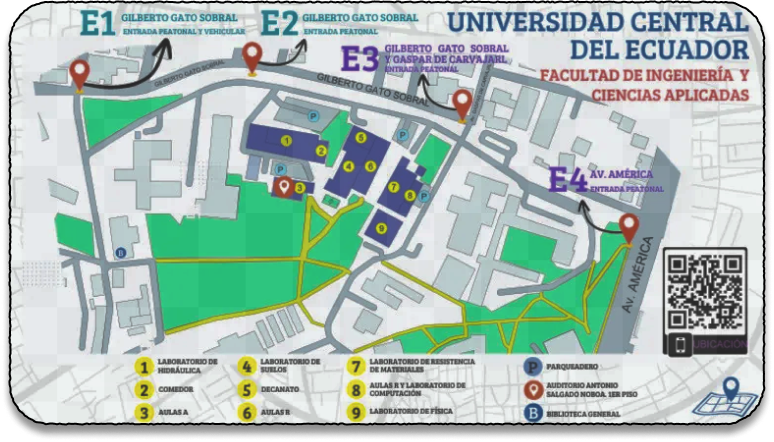 UNIVERSIDAD CENTRAL
DEL ECUADOR
FACULTAD DE INGENIERÍA Y
CIENCIAS APLICADAS
E1 GILBERTO GATO SOBRAL
ENTRADA PEATONAL Y VEHICULAR
E2 GILBERTO GATO SOBRAL
ENTRADA PEATONAL
E3 GILBERTO GATO SOBRAL
Y GASPAR DE CARVAJARL
ENTRADA PEATONAL
E4 AV. AMÉRICA
ENTRADA PEATONAL
GILBERTO GATO SOBRAL
GILBERTO GATO SOBRAL
AV. AMÉRICA
P
P
P
P
P
B
1
2
3
4
5
6
7
8
9
UBICACIÓN
1 LABORATORIO DE
HIDRÁULICA
2 COMEDOR
3 AULAS A
4 LABORATORIO DE
SUELOS
5 DECANATO
6 AULAS R
7 LABORATORIO DE RESISTENCIA
DE MATERIALES
8 AULAS R Y LABORATORIO DE
COMPUTACIÓN
9 LABORATORIO DE FÍSICA
P PARQUEADERO
AUDITORIO ANTONIO
SALGADO NOBOA. 1ER PISO
B BIBLIOTECA GENERAL